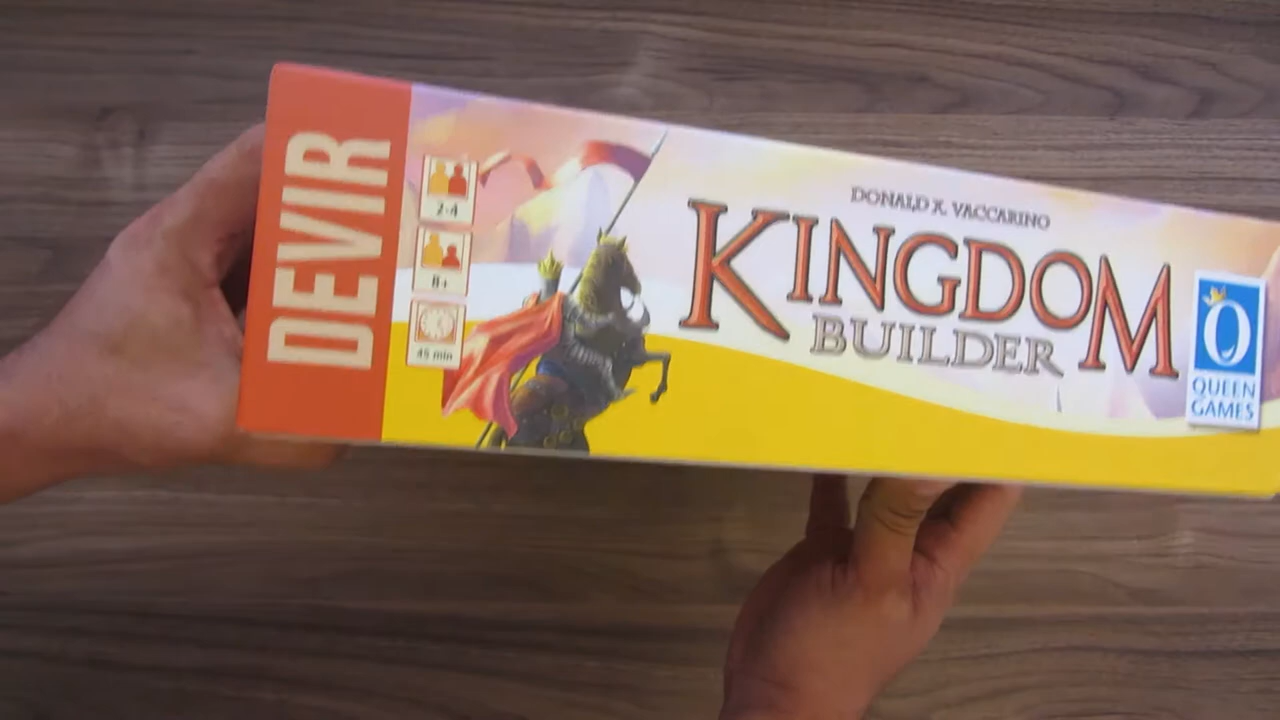 DEVIR
2-4
8+
45 min
DONALD X. VACCARINO
KINGDOM
BUILDER
Q
QUEEN
GAMES